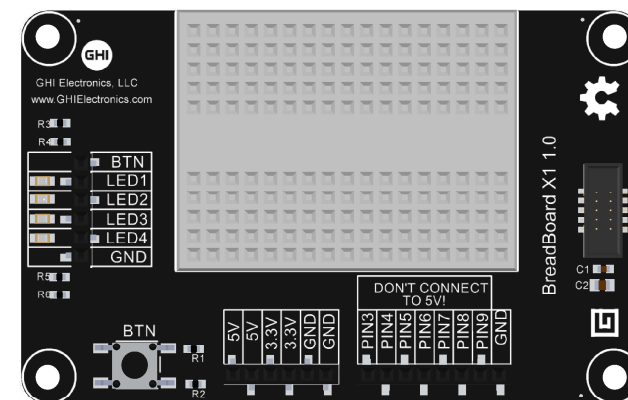 GHI
GHI Electronics, LLC
www.GHIElectronics.com
R3
R4
BTN
LED1
LED2
LED3
LED4
GND
R5
R6
BTN
R1
R2
5V
5V
3.3V
3.3V
GND
GND
DON'T CONNECT
TO 5V!
PIN3
PIN4
PIN5
PIN6
PIN7
PIN8
PIN9
GND
BreadBoard X1 1.0
C1
C2